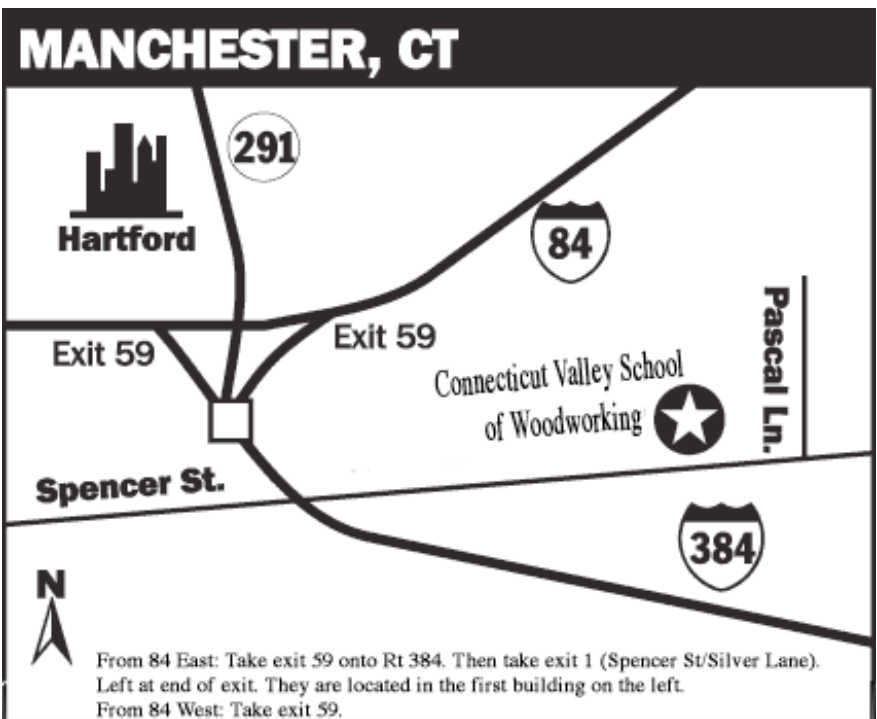 MANCHESTER, CT
291
Hartford
84
Exit 59
Exit 59
Pascal Ln.
Connecticut Valley School
of Woodworking
Spencer St.
384
N
From 84 East: Take exit 59 onto Rt 384. Then take exit 1 (Spencer St/Silver Lane).
Left at end of exit. They are located in the first building on the left.
From 84 West: Take exit 59.